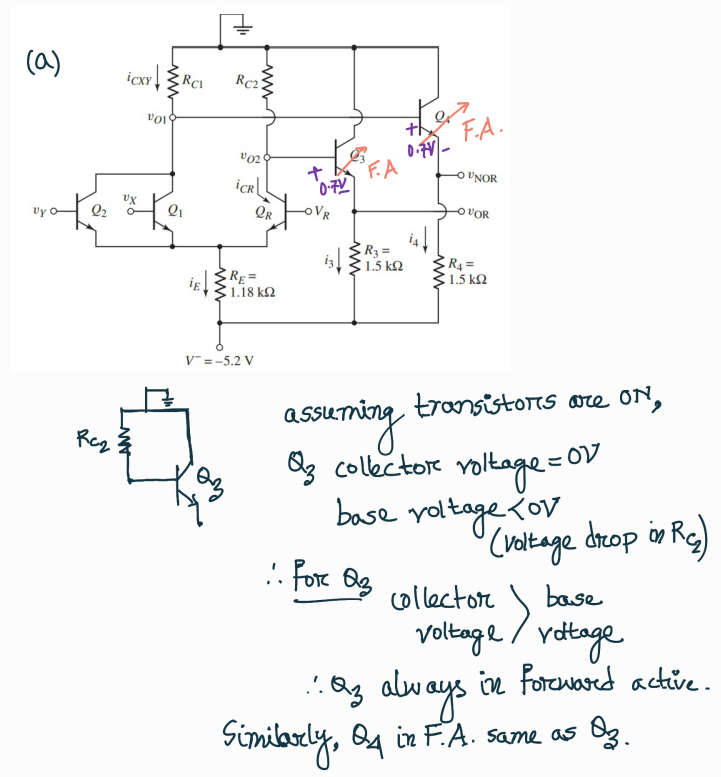 (a)
iCXY
RC1
RC2
vO1
Q4
F.A.
+
0.7V -
vO2
Q3
F.A
+
0.7V
vNOR
iCR
vY
Q2
vX
Q1
QR
VR
vOR
iE
RE =
1.18 kΩ
i3
R3 =
1.5 kΩ
i4
R4 =
1.5 kΩ
V⁻ = −5.2 V
RC2
Q3
assuming transistors are ON,
Q3 collector voltage = 0V
base voltage < 0V
(voltage drop in RC2)
∴ For Q3
collector > base
voltage voltage
∴ Q3 always in forward active.
Similarly, Q4 in F.A. same as Q3.